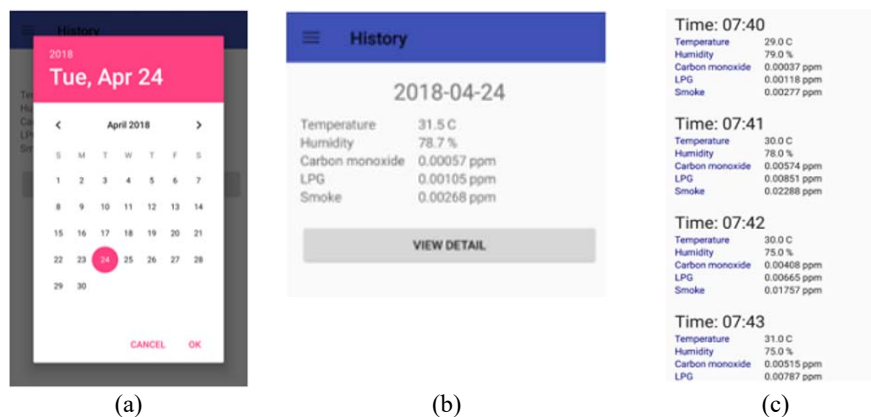 History
2018
Tue, Apr 24
< April 2018 >
S M T W T F S
1 2 3 4 5 6 7
8 9 10 11 12 13 14
15 16 17 18 19 20 21
22 23 24 25 26 27 28
29 30
CANCEL OK
(a)
History
2018-04-24
Temperature 31.5 C
Humidity 78.7 %
Carbon monoxide 0.00057 ppm
LPG 0.00105 ppm
Smoke 0.00268 ppm
VIEW DETAIL
(b)
Time: 07:40
Temperature 29.0 C
Humidity 79.0 %
Carbon monoxide 0.00037 ppm
LPG 0.00118 ppm
Smoke 0.00277 ppm
Time: 07:41
Temperature 30.0 C
Humidity 78.0 %
Carbon monoxide 0.00574 ppm
LPG 0.00851 ppm
Smoke 0.02288 ppm
Time: 07:42
Temperature 30.0 C
Humidity 75.0 %
Carbon monoxide 0.00408 ppm
LPG 0.00665 ppm
Smoke 0.01757 ppm
Time: 07:43
Temperature 31.0 C
Humidity 75.0 %
Carbon monoxide 0.00515 ppm
LPG 0.00787 ppm
(c)